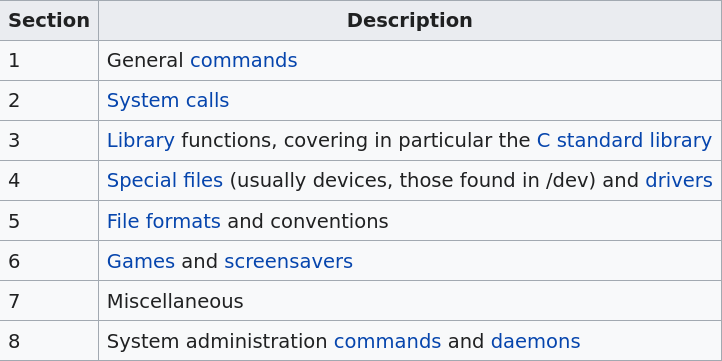 Section Description
1 General commands
2 System calls
3 Library functions, covering in particular the C standard library
4 Special files (usually devices, those found in /dev) and drivers
5 File formats and conventions
6 Games and screensavers
7 Miscellaneous
8 System administration commands and daemons